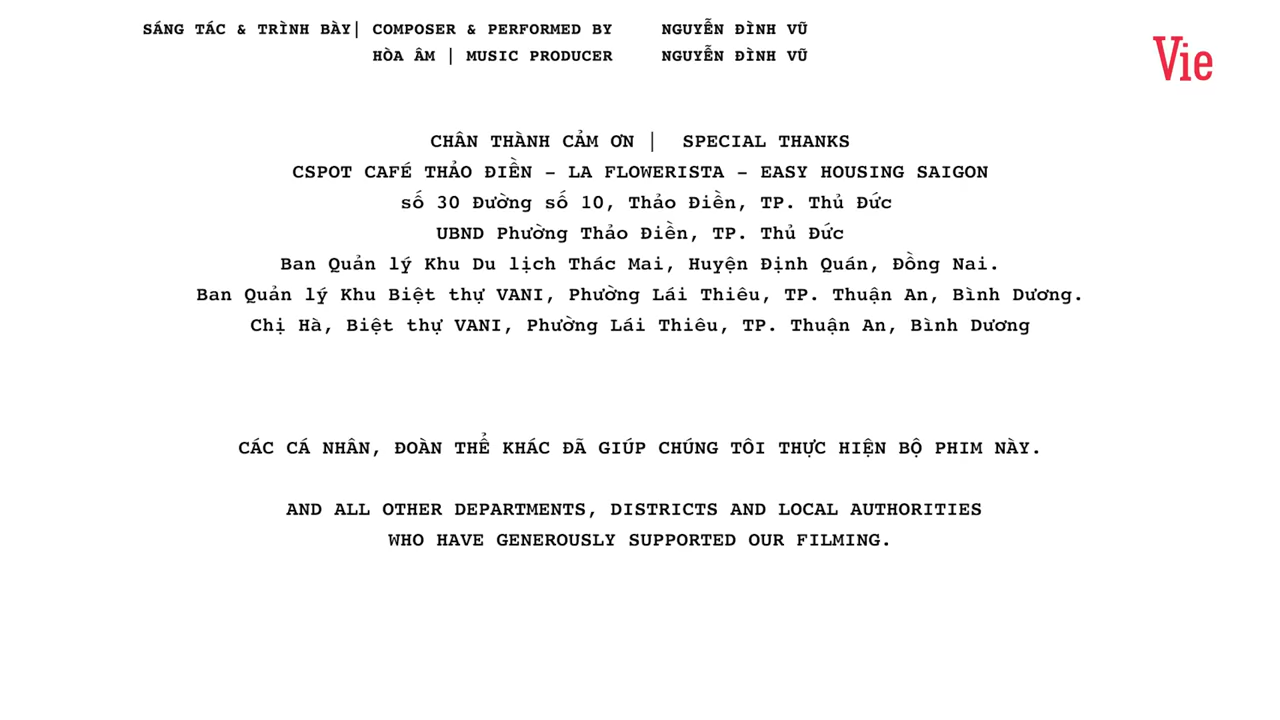 SÁNG TÁC & TRÌNH BÀY| COMPOSER & PERFORMED BY NGUYỄN ĐÌNH VŨ
HÒA ÂM | MUSIC PRODUCER NGUYỄN ĐÌNH VŨ
Vie
CHÂN THÀNH CẢM ƠN | SPECIAL THANKS
CSPOT CAFÉ THẢO ĐIỀN – LA FLOWERISTA – EASY HOUSING SAIGON
số 30 Đường số 10, Thảo Điền, TP. Thủ Đức
UBND Phường Thảo Điền, TP. Thủ Đức
Ban Quản lý Khu Du lịch Thác Mai, Huyện Định Quán, Đồng Nai.
Ban Quản lý Khu Biệt thự VANI, Phường Lái Thiêu, TP. Thuận An, Bình Dương.
Chị Hà, Biệt thự VANI, Phường Lái Thiêu, TP. Thuận An, Bình Dương
CÁC CÁ NHÂN, ĐOÀN THỂ KHÁC ĐÃ GIÚP CHÚNG TÔI THỰC HIỆN BỘ PHIM NÀY.
AND ALL OTHER DEPARTMENTS, DISTRICTS AND LOCAL AUTHORITIES
WHO HAVE GENEROUSLY SUPPORTED OUR FILMING.